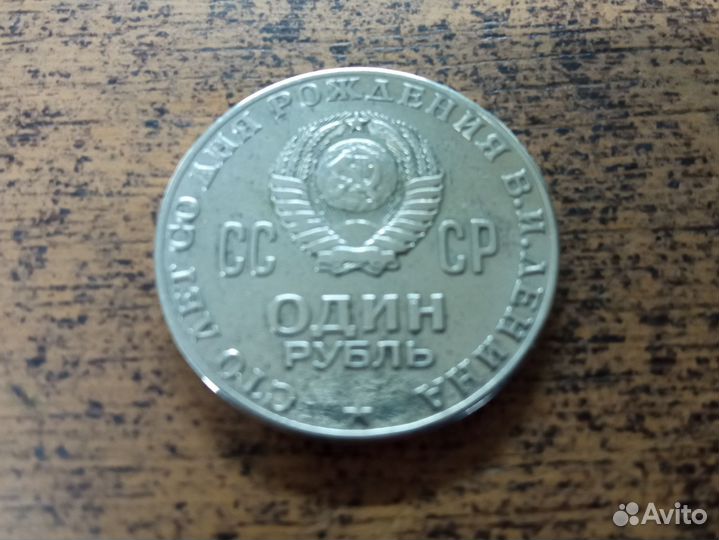 СТО ЛЕТ СО ДНЯ РОЖДЕНИЯ В.И.ЛЕНИНА
СС СР
ОДИН
РУБЛЬ
Avito